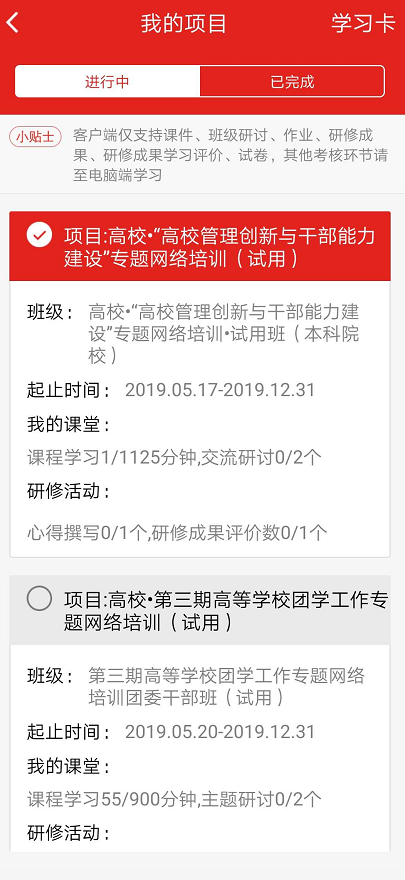 我的项目
学习卡
进行中
已完成
小贴士
客户端仅支持课件、班级研讨、作业、研修成
果、研修成果学习评价、试卷，其他考核环节请
至电脑端学习
项目:高校•“高校管理创新与干部能力
建设”专题网络培训（试用）
班级：
高校•“高校管理创新与干部能力建
设”专题网络培训•试用班（本科院
校）
起止时间： 2019.05.17-2019.12.31
我的课堂：
课程学习1/1125分钟,交流研讨0/2个
研修活动：
心得撰写0/1个,研修成果评价数0/1个
项目:高校•第三期高等学校团学工作专
题网络培训（试用）
班级：
第三期高等学校团学工作专题网络
培训团委干部班（试用）
起止时间： 2019.05.20-2019.12.31
我的课堂：
课程学习55/900分钟,主题研讨0/2个
研修活动：